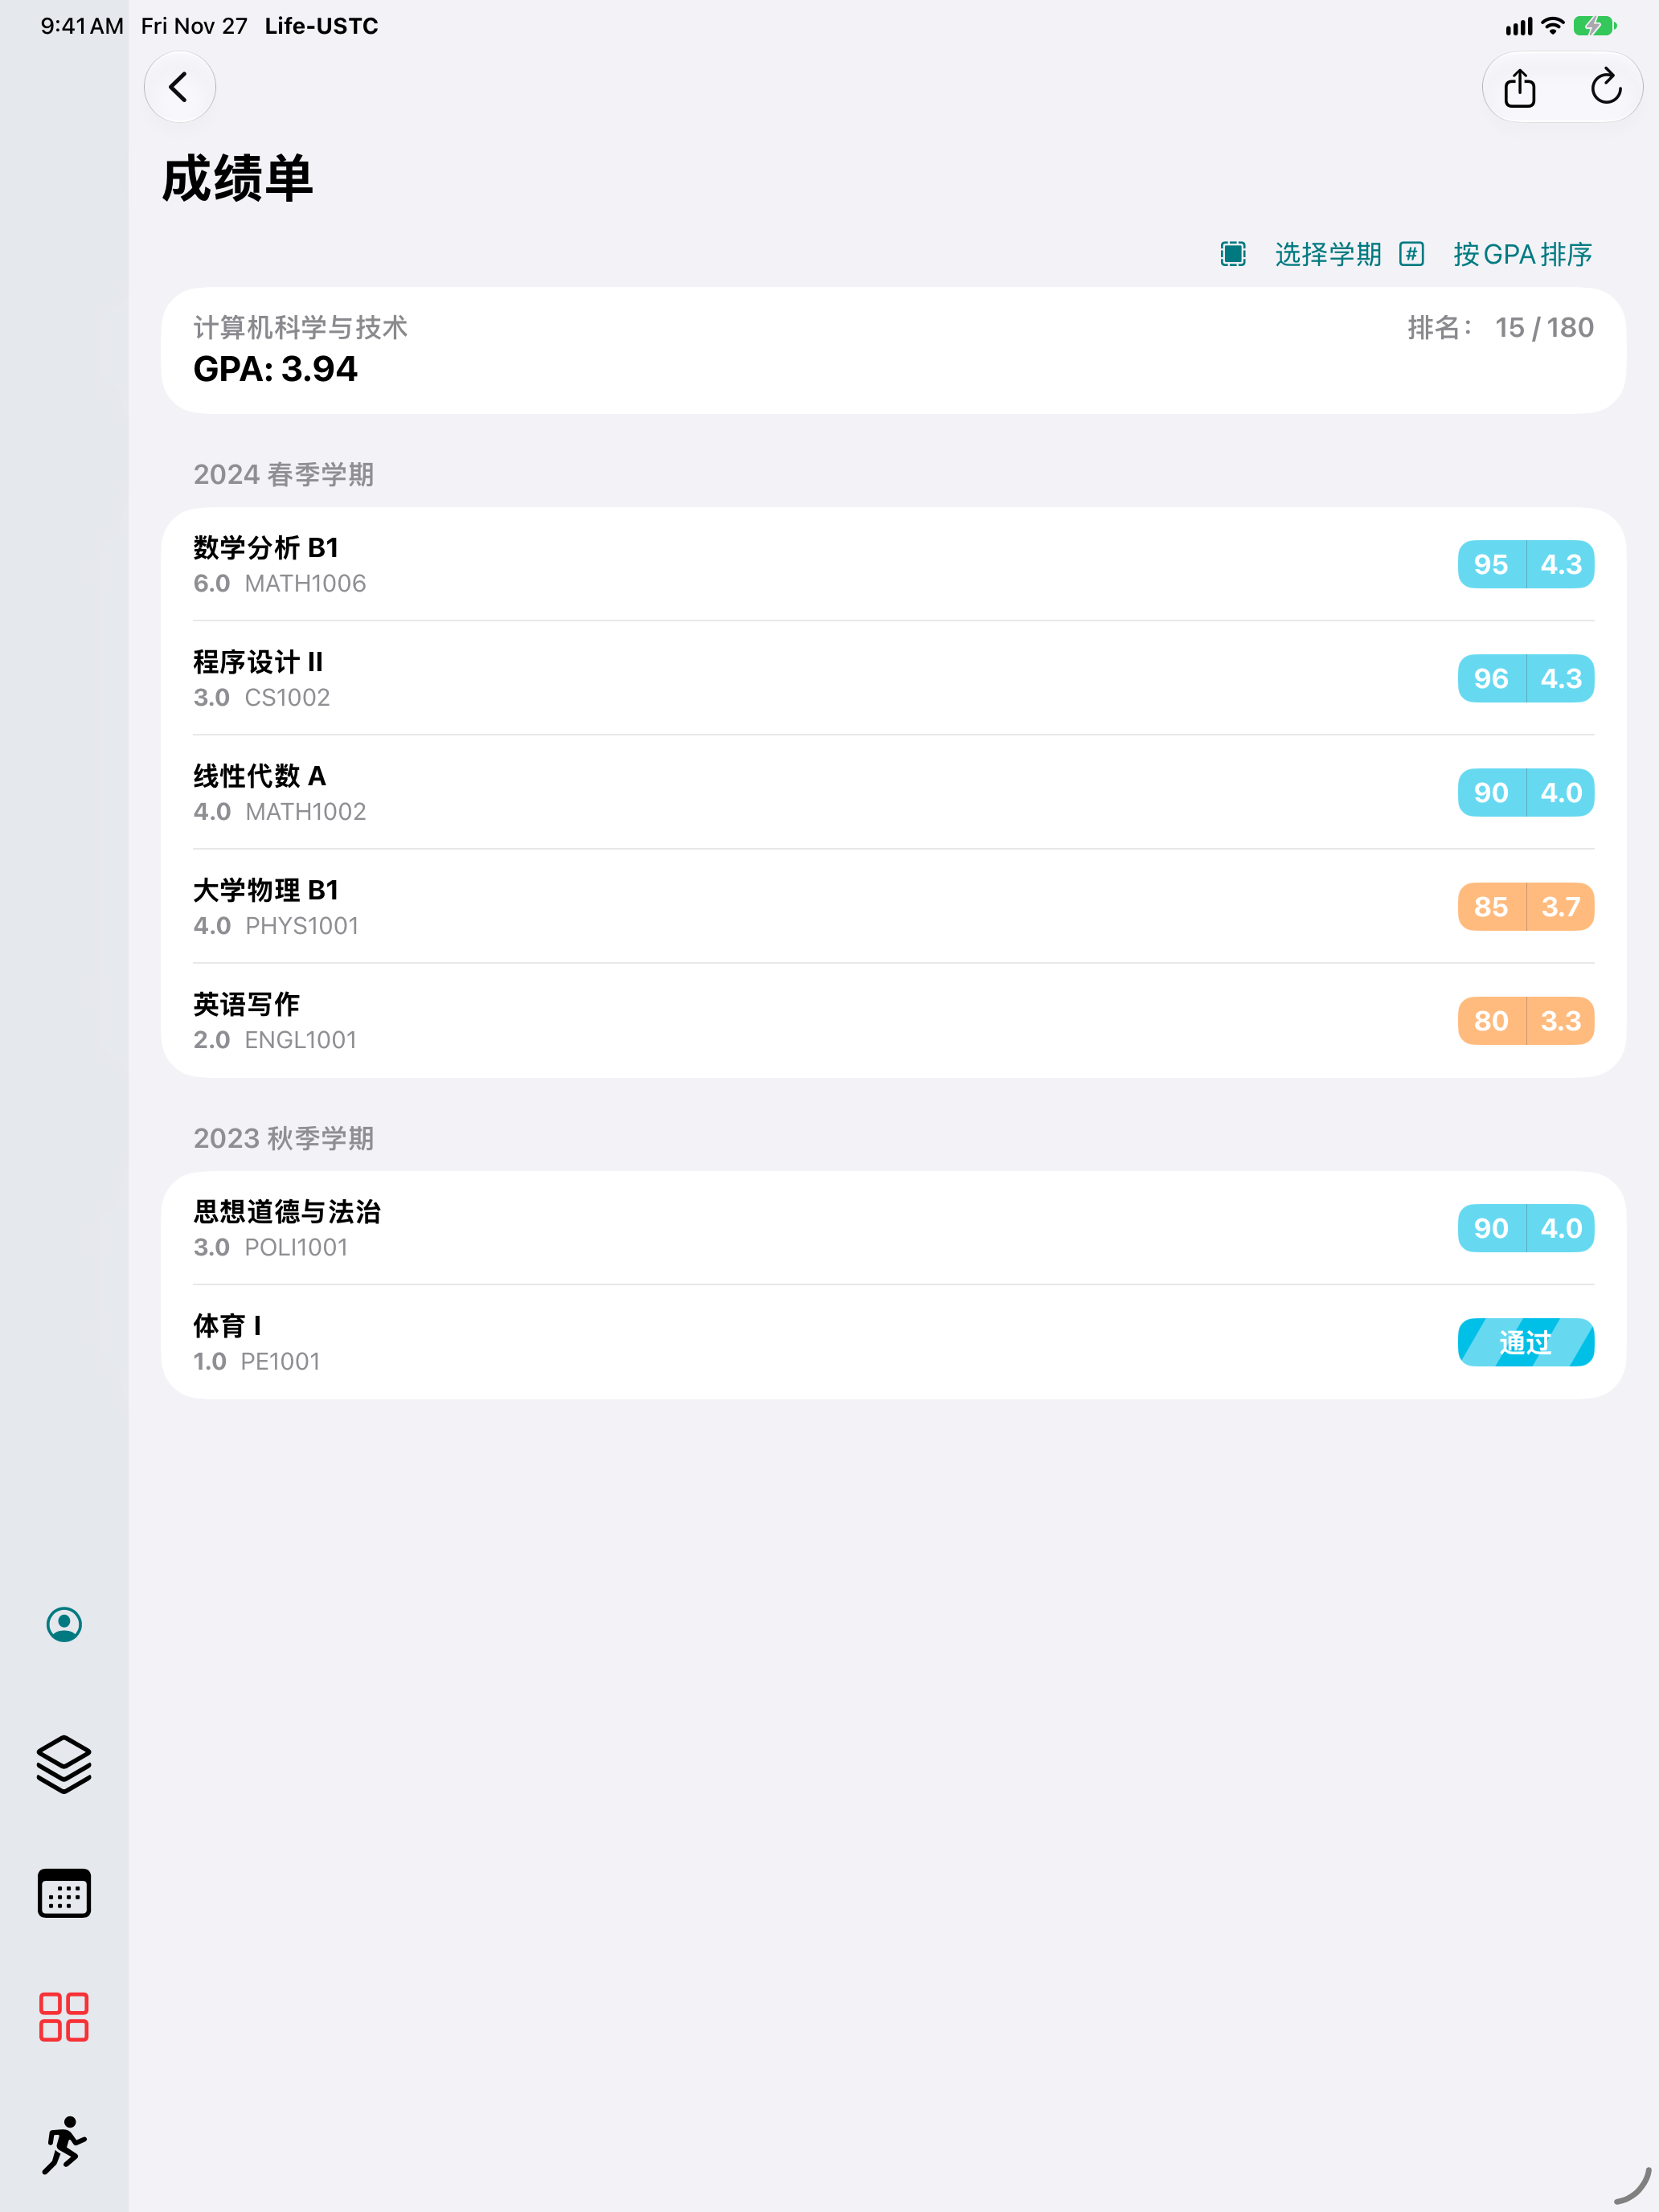 9:41 AM Fri Nov 27 Life-USTC
成绩单
选择学期 # 按GPA排序
计算机科学与技术 排名： 15 / 180
GPA: 3.94
2024 春季学期
数学分析 B1
6.0 MATH1006
95 4.3
程序设计 II
3.0 CS1002
96 4.3
线性代数 A
4.0 MATH1002
90 4.0
大学物理 B1
4.0 PHYS1001
85 3.7
英语写作
2.0 ENGL1001
80 3.3
2023 秋季学期
思想道德与法治
3.0 POLI1001
90 4.0
体育 I
1.0 PE1001
通过